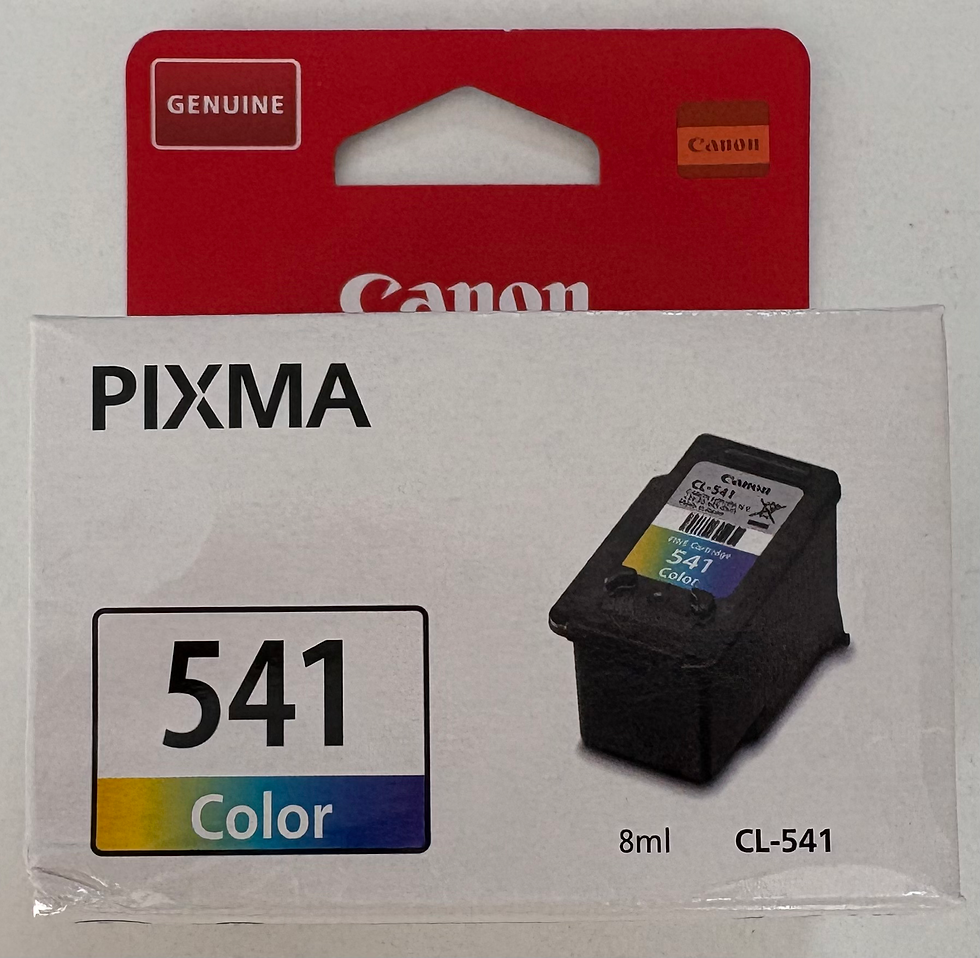 GENUINE
Canon
Canon
PIXMA
Canon
CL-541
FINE Cartridge
541
Color
541
Color
8ml
CL-541